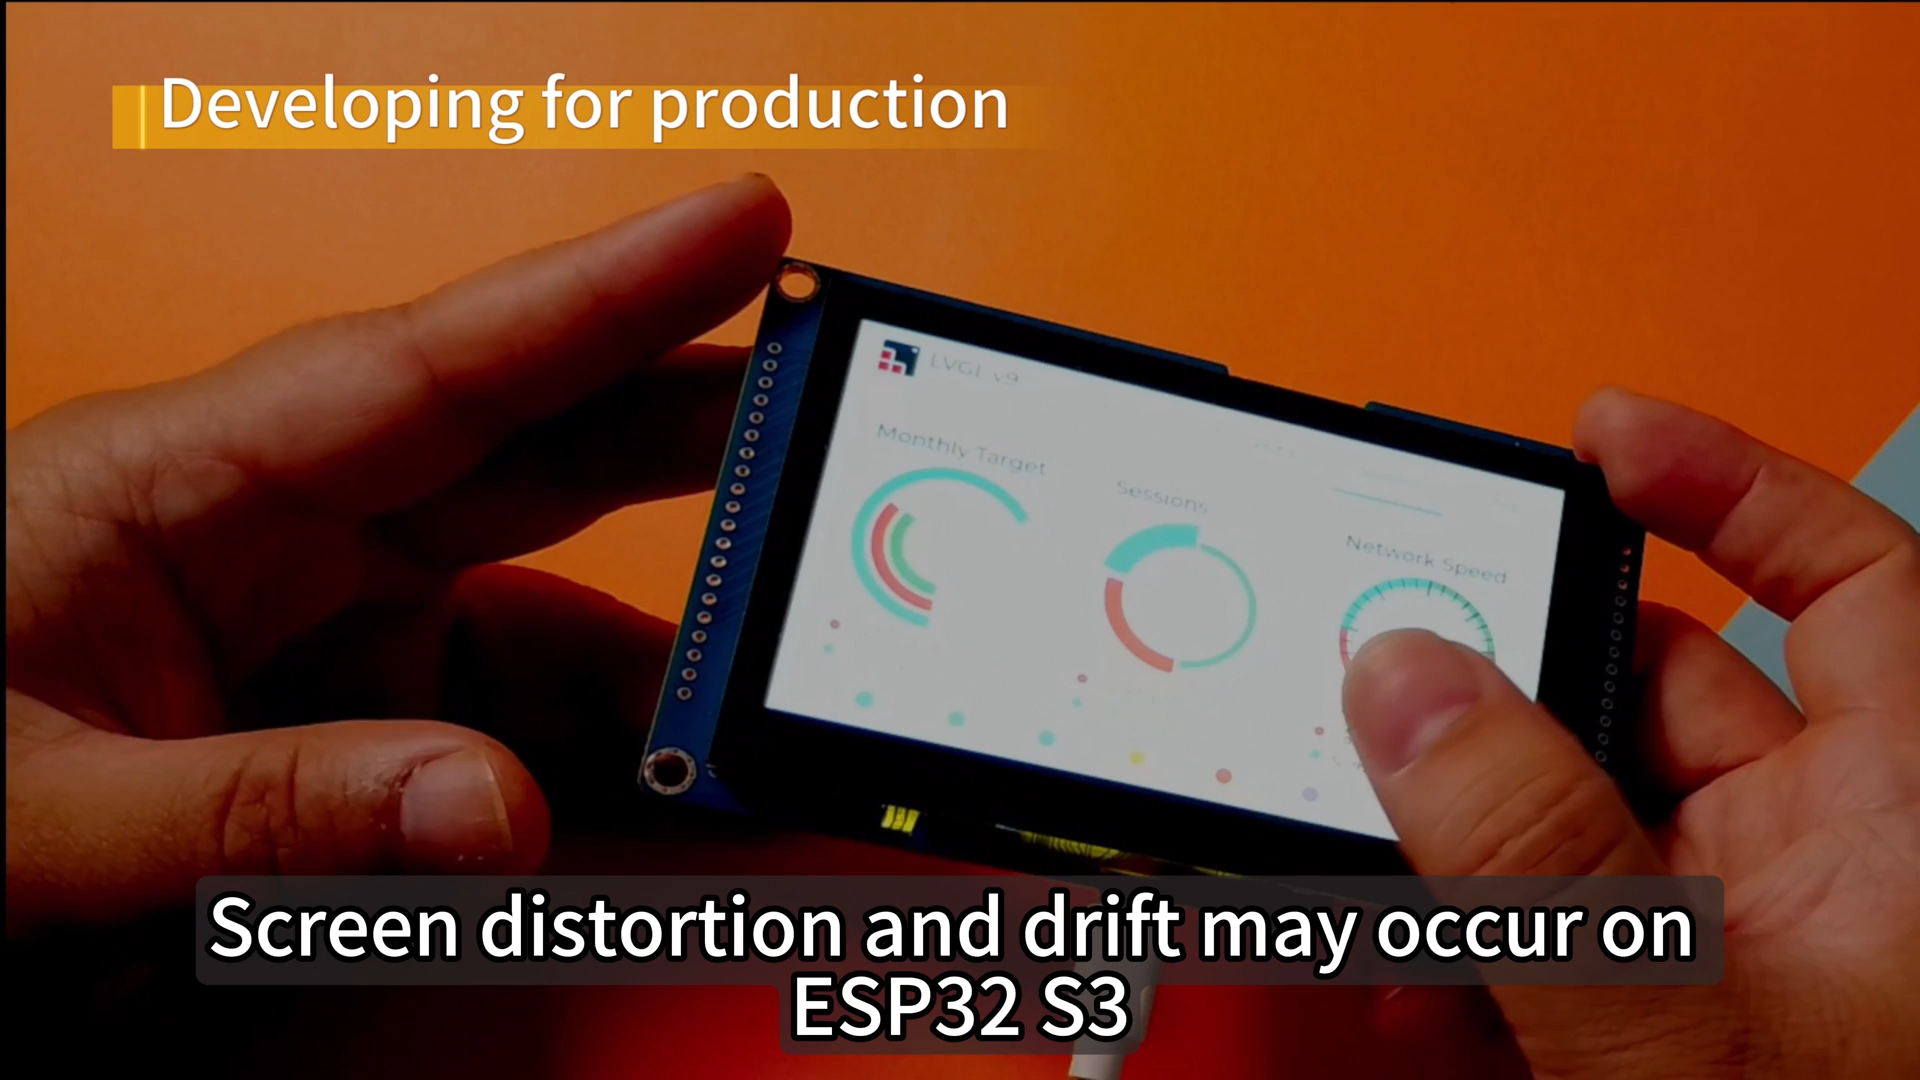 Developing for production
LVGL v9
Monthly Target
Sessions
Network Speed
Screen distortion and drift may occur on
ESP32 S3